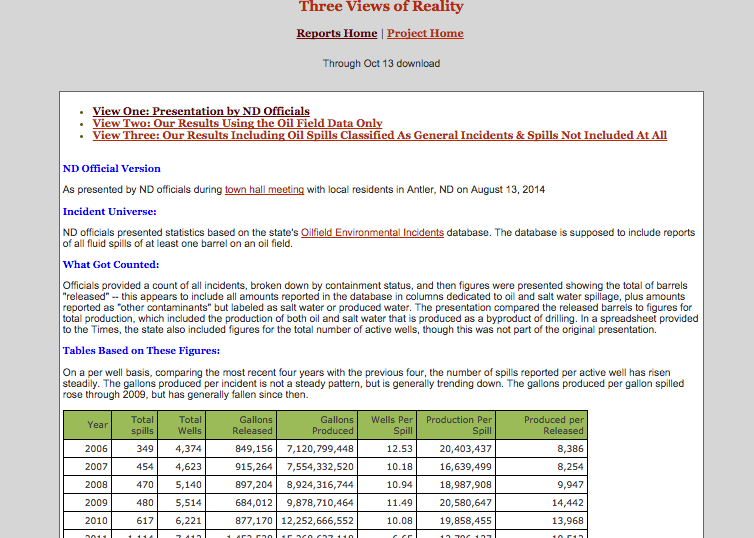 Three Views of Reality
Reports Home | Project Home
Through Oct 13 download
• View One: Presentation by ND Officials
• View Two: Our Results Using the Oil Field Data Only
• View Three: Our Results Including Oil Spills Classified As General Incidents & Spills Not Included At All
ND Official Version
As presented by ND officials during town hall meeting with local residents in Antler, ND on August 13, 2014
Incident Universe:
ND officials presented statistics based on the state's Oilfield Environmental Incidents database. The database is supposed to include reports
of all fluid spills of at least one barrel on an oil field.
What Got Counted:
Officials provided a count of all incidents, broken down by containment status, and then figures were presented showing the total of barrels
"released" -- this appears to include all amounts reported in the database in columns dedicated to oil and salt water spillage, plus amounts
reported as "other contaminants" but labeled as salt water or produced water. The presentation compared the released barrels to figures for
total production, which included the production of both oil and salt water that is produced as a byproduct of drilling. In a spreadsheet provided
to the Times, the state also included figures for the total number of active wells, though this was not part of the original presentation.
Tables Based on These Figures:
On a per well basis, comparing the most recent four years with the previous four, the number of spills reported per active well has risen
steadily. The gallons produced per incident is not a steady pattern, but is generally trending down. The gallons produced per gallon spilled
rose through 2009, but has generally fallen since then.
Year Total spills Total Wells Gallons Released Gallons Produced Wells Per Spill Production Per Spill Produced per Released
2006 349 4,374 849,156 7,120,799,448 12.53 20,403,437 8,386
2007 454 4,623 915,264 7,554,332,520 10.18 16,639,499 8,254
2008 470 5,140 897,204 8,924,316,744 10.94 18,987,908 9,947
2009 480 5,514 684,012 9,878,710,464 11.49 20,580,647 14,442
2010 617 6,221 877,170 12,252,666,552 10.08 19,858,455 13,968